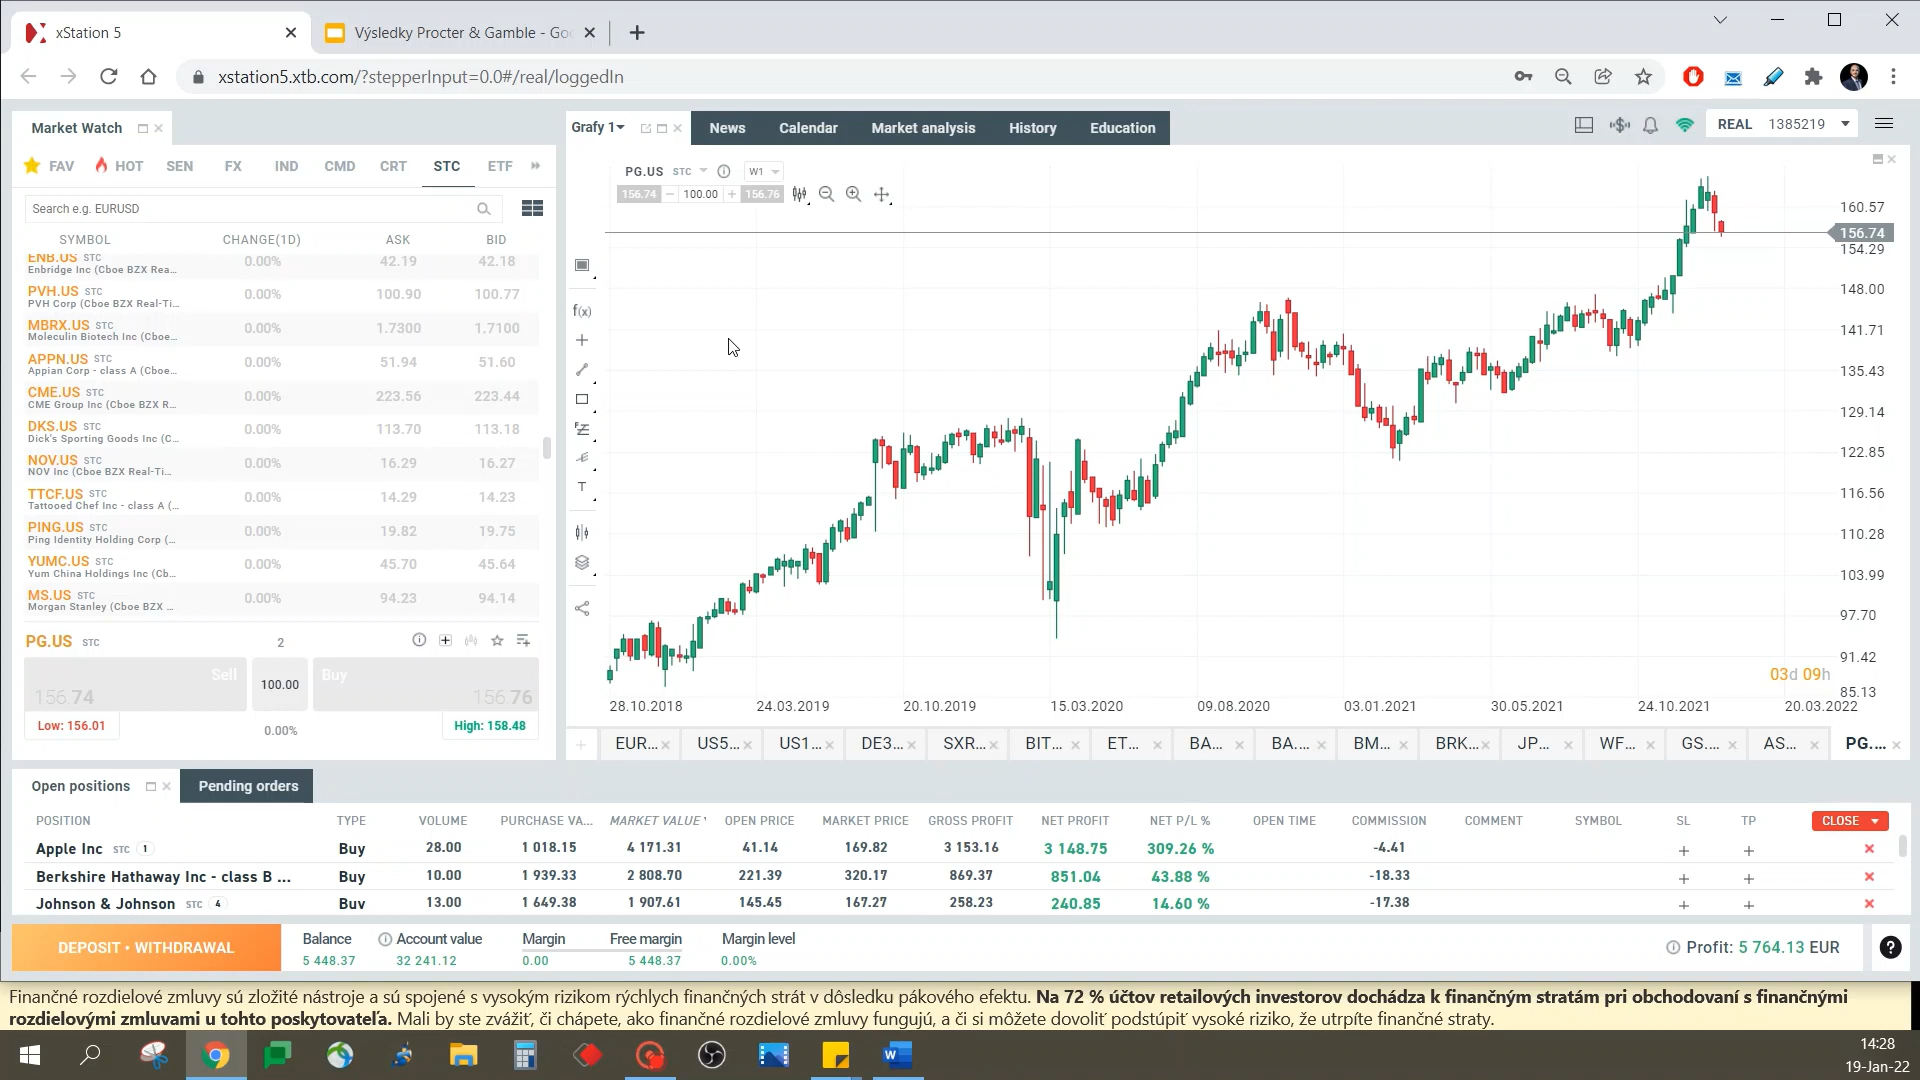 xStation 5
Výsledky Procter & Gamble - Goo
xstation5.xtb.com/?stepperInput=0.0#/real/loggedIn
Market Watch
Grafy 1
News
Calendar
Market analysis
History
Education
REAL 1385219
FAV HOT SEN FX IND CMD CRT STC ETF
Search e.g. EURUSD
SYMBOL CHANGE(1D) ASK BID
ENB.US STC 0.00% 42.19 42.18
Enbridge Inc (Cboe BZX Rea...
PVH.US STC 0.00% 100.90 100.77
PVH Corp (Cboe BZX Real-Ti...
MBRX.US STC 0.00% 1.7300 1.7100
Moleculin Biotech Inc (Cboe...
APPN.US STC 0.00% 51.94 51.60
Appian Corp - class A (Cboe...
CME.US STC 0.00% 223.56 223.44
CME Group Inc (Cboe BZX R...
DKS.US STC 0.00% 113.70 113.18
Dick's Sporting Goods Inc (C...
NOV.US STC 0.00% 16.29 16.27
NOV Inc (Cboe BZX Real-Ti...
TTCF.US STC 0.00% 14.29 14.23
Tattooed Chef Inc - class A (...
PING.US STC 0.00% 19.82 19.75
Ping Identity Holding Corp (...
YUMC.US STC 0.00% 45.70 45.64
Yum China Holdings Inc (Cb...
MS.US STC 0.00% 94.23 94.14
Morgan Stanley (Cboe BZX ...
PG.US STC 2
Sell 100.00 Buy
156.74 156.76
Low: 156.01 0.00% High: 158.48
PG.US STC W1
156.74 100.00 156.76
f(x)
T
160.57
156.74
154.29
148.00
141.71
135.43
129.14
122.85
116.56
110.28
103.99
97.70
91.42
85.13
03d 09h
28.10.2018 24.03.2019 20.10.2019 15.03.2020 09.08.2020 03.01.2021 30.05.2021 24.10.2021 20.03.2022
EUR... US5... US1... DE3... SXR... BIT... ET... BA... BA.... BM... BRK... JP... WF... GS.... AS... PG....
Open positions
Pending orders
POSITION TYPE VOLUME PURCHASE VA... MARKET VALUE OPEN PRICE MARKET PRICE GROSS PROFIT NET PROFIT NET P/L % OPEN TIME COMMISSION COMMENT SYMBOL SL TP CLOSE
Apple Inc STC 1 Buy 28.00 1 018.15 4 171.31 41.14 169.82 3 153.16 3 148.75 309.26 % -4.41
Berkshire Hathaway Inc - class B ... Buy 10.00 1 939.33 2 808.70 221.39 320.17 869.37 851.04 43.88 % -18.33
Johnson & Johnson STC 4 Buy 13.00 1 649.38 1 907.61 145.45 167.27 258.23 240.85 14.60 % -17.38
DEPOSIT • WITHDRAWAL
Balance Account value Margin Free margin Margin level
5 448.37 32 241.12 0.00 5 448.37 0.00%
Profit: 5 764.13 EUR
Finančné rozdielové zmluvy sú zložité nástroje a sú spojené s vysokým rizikom rýchlych finančných strát v dôsledku pákového efektu. Na 72 % účtov retailových investorov dochádza k finančným stratám pri obchodovaní s finančnými
rozdielovými zmluvami u tohto poskytovateľa. Mali by ste zvážiť, či chápete, ako finančné rozdielové zmluvy fungujú, a či si môžete dovoliť podstúpiť vysoké riziko, že utrpíte finančné straty.
14:28
19-Jan-22